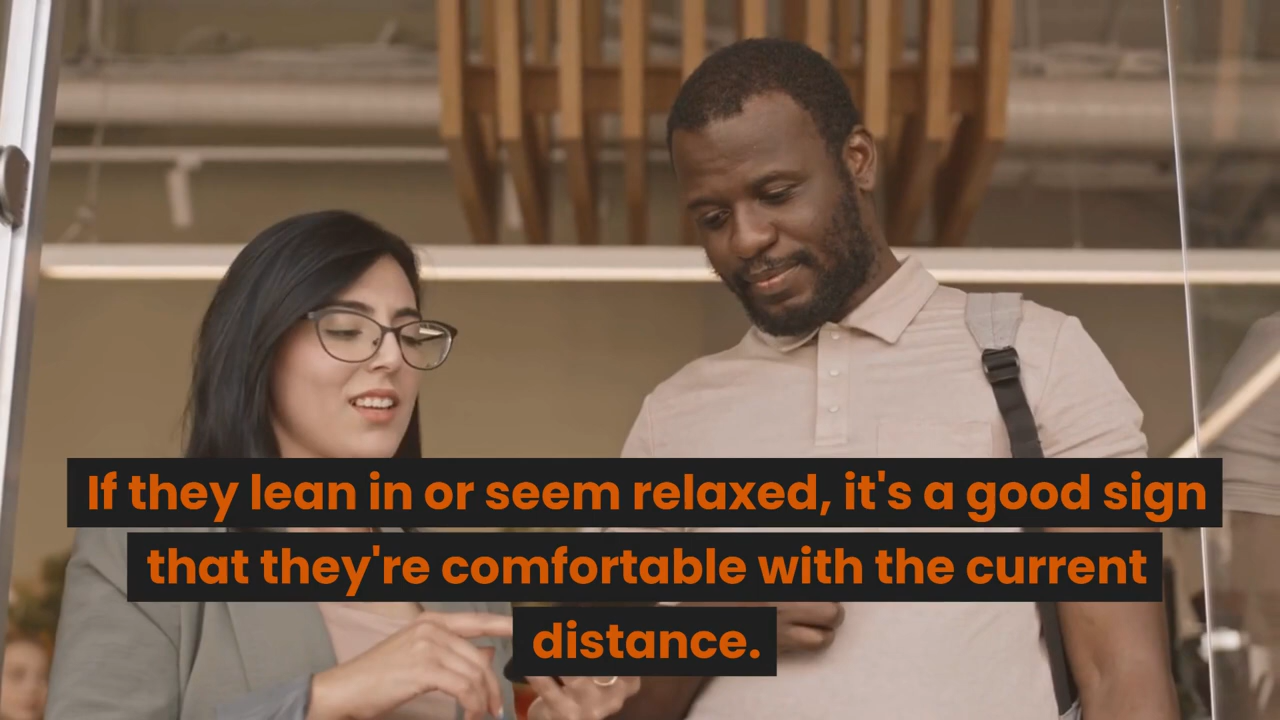 If they lean in or seem relaxed, it's a good sign
that they're comfortable with the current
distance.